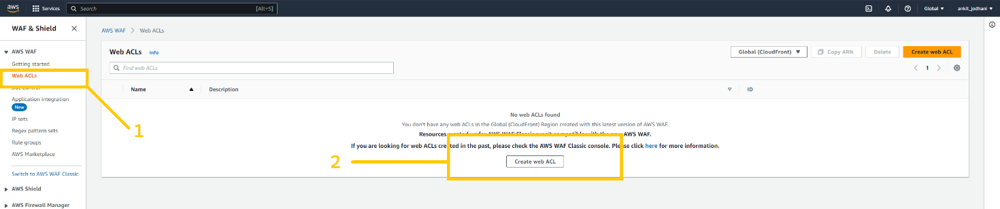 aws Services Search [Alt+S] Global ankit_jodhani
WAF & Shield
AWS WAF
Getting started
Web ACLs
Bot Control
Application integration
New
IP sets
Regex pattern sets
Rule groups
AWS Marketplace
Switch to AWS WAF Classic
AWS Shield
AWS Firewall Manager
1
AWS WAF > Web ACLs
Web ACLs Info Global (CloudFront) Copy ARN Delete Create web ACL
Find web ACLs 1
Name Description ID
No web ACLs found
You don't have any web ACLs in the Global (CloudFront) Region created with this latest version of AWS WAF.
Resources created under AWS WAF Classic aren't compatible with the new AWS WAF.
If you are looking for web ACLs created in the past, please check the AWS WAF Classic console. Please click here for more information.
2
Create web ACL